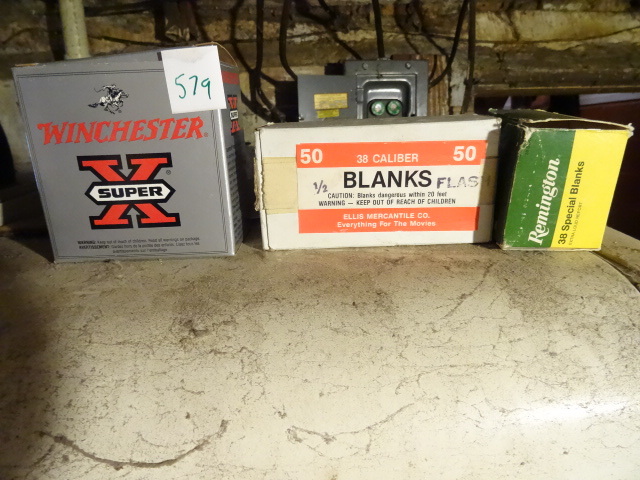 579
WINCHESTER
SUPER
X
50 38 CALIBER 50
1/2 BLANKS FLAS
CAUTION: Blanks dangerous within 20 feet
WARNING — KEEP OUT OF REACH OF CHILDREN
ELLIS MERCANTILE CO.
Everything For The Movies
Remington
38 Special Blanks